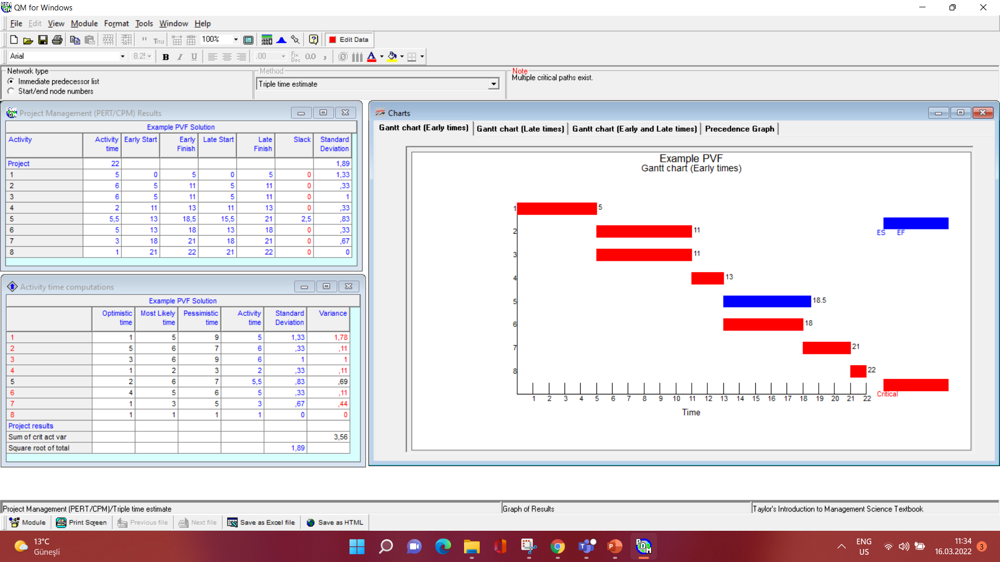 QM for Windows
File Edit View Module Format Tools Window Help
TITLE 100% Edit Data
Arial 8.25 B I U .00 Fix Dec 0.0 , A
Network type
Immediate predecessor list
Start/end node numbers
Method
Triple time estimate
Note
Multiple critical paths exist.
Project Management (PERT/CPM) Results
Example PVF Solution
Activity Activity time Early Start Early Finish Late Start Late Finish Slack Standard Deviation
Project 22 1,89
1 5 0 5 0 5 0 1,33
2 6 5 11 5 11 0 ,33
3 6 5 11 5 11 0 1
4 2 11 13 11 13 0 ,33
5 5,5 13 18,5 15,5 21 2,5 ,83
6 5 13 18 13 18 0 ,33
7 3 18 21 18 21 0 ,67
8 1 21 22 21 22 0 0
Activity time computations
Example PVF Solution
Optimistic time Most Likely time Pessimistic time Activity time Standard Deviation Variance
1 1 5 9 5 1,33 1,78
2 5 6 7 6 ,33 ,11
3 3 6 9 6 1 1
4 1 2 3 2 ,33 ,11
5 2 6 7 5,5 ,83 ,69
6 4 5 6 5 ,33 ,11
7 1 3 5 3 ,67 ,44
8 1 1 1 1 0 0
Project results
Sum of crit act var 3,56
Square root of total 1,89
Charts
Gantt chart (Early times) Gantt chart (Late times) Gantt chart (Early and Late times) Precedence Graph
Example PVF
Gantt chart (Early times)
1 5
2 11
3 11
4 13
5 18.5
6 18
7 21
8 22
ES EF
Critical
1 2 3 4 5 6 7 8 9 10 11 12 13 14 15 16 17 18 19 20 21 22
Time
Project Management (PERT/CPM)/Triple time estimate Graph of Results Taylor's Introduction to Management Science Textbook
Module Print Screen Previous file Next file Save as Excel file Save as HTML
13°C
Güneşli
ENG
US
11:34
16.03.2022
3